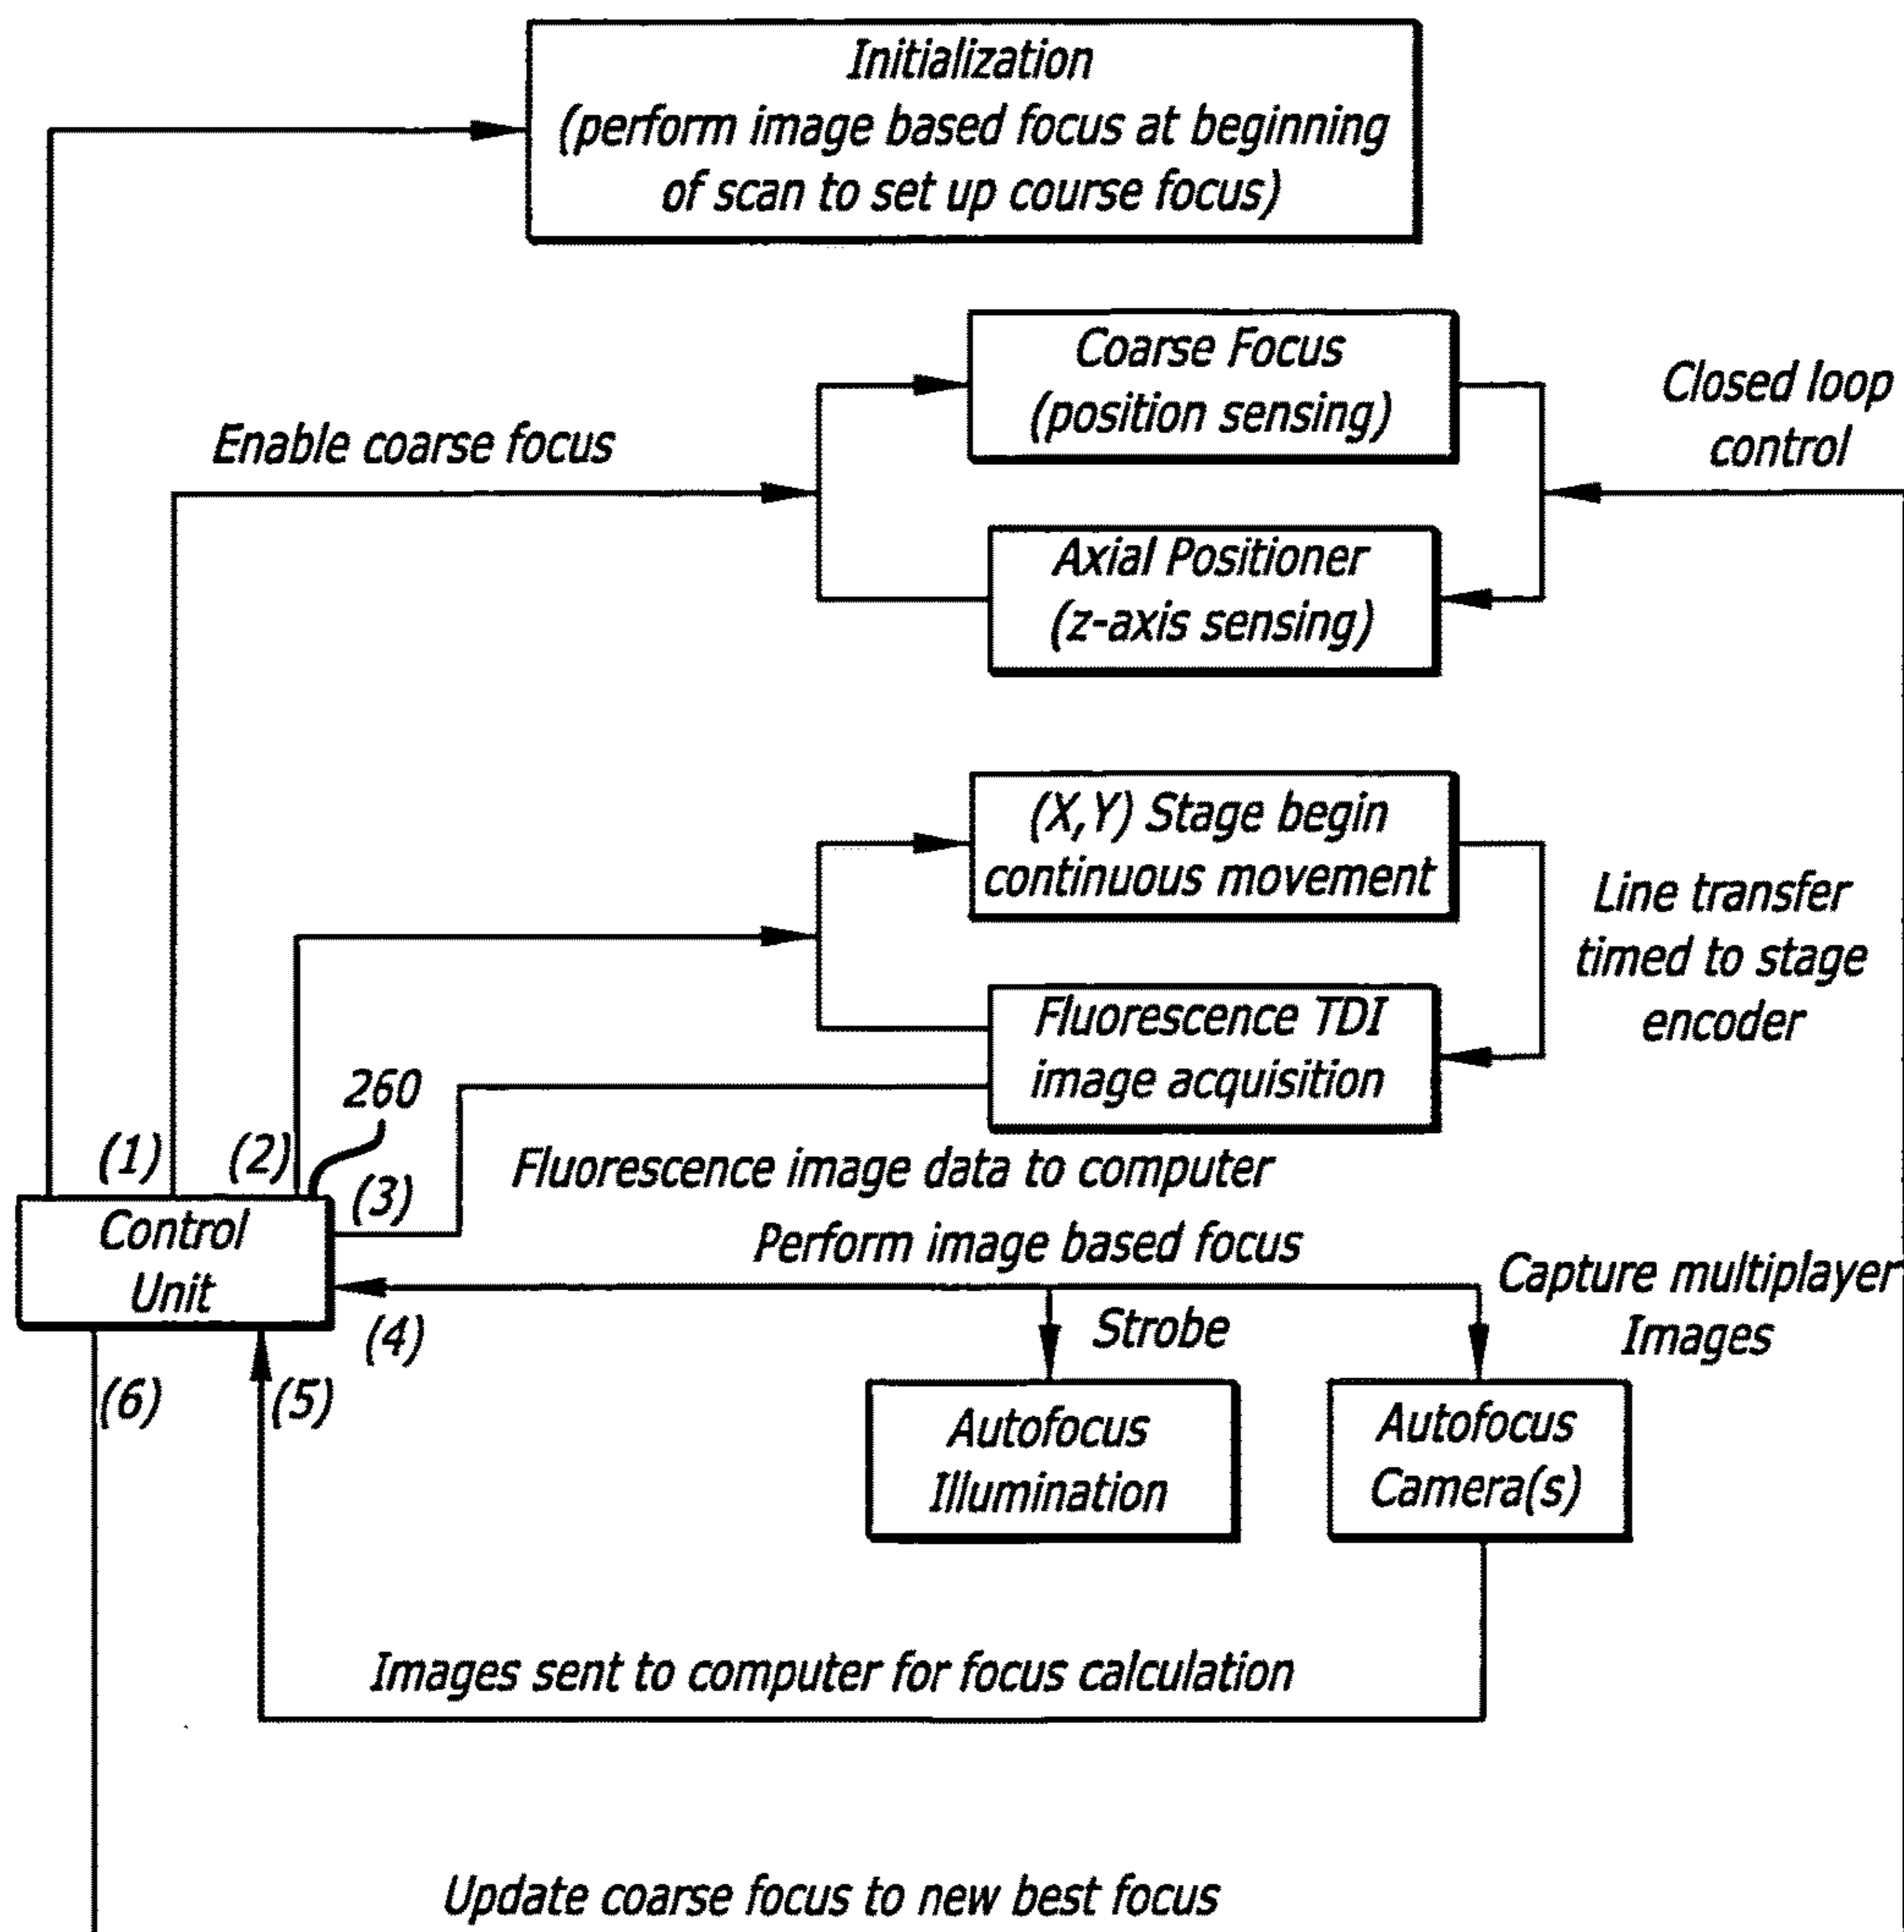 Initialization
(perform image based focus at beginning
of scan to set up course focus)
Coarse Focus
(position sensing)
Closed loop
control
Enable coarse focus
Axial Positioner
(z-axis sensing)
(X,Y) Stage begin
continuous movement
Line transfer
timed to stage
encoder
Fluorescence TDI
image acquisition
260
(1)
(2)
(3)
Fluorescence image data to computer
Control
Unit
Perform image based focus
Capture multiplayer
Images
(4)
Strobe
(5)
(6)
Autofocus
Illumination
Autofocus
Camera(s)
Images sent to computer for focus calculation
Update coarse focus to new best focus